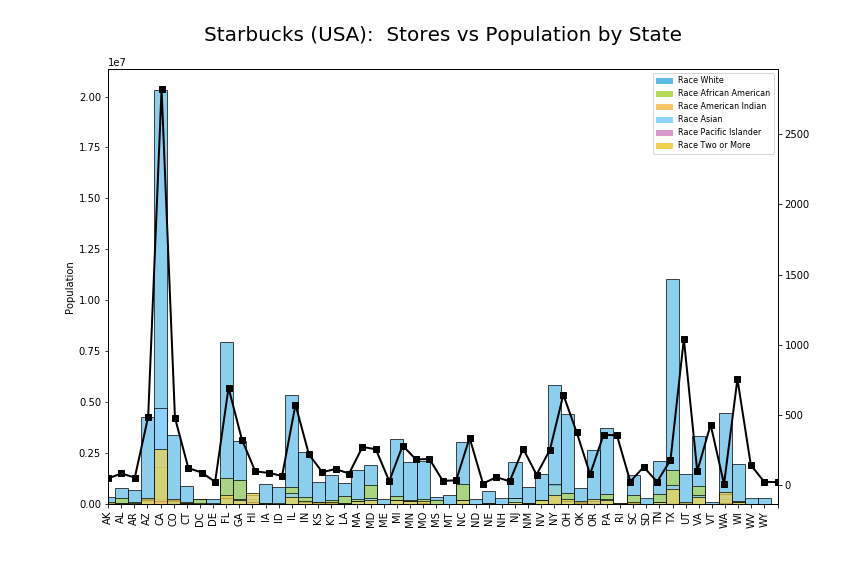 Starbucks (USA):  Stores vs Population by State
1e7
Race White
Race African American
Race American Indian
Race Asian
Race Pacific Islander
Race Two or More
2.00
1.75
1.50
1.25
1.00
0.75
0.50
0.25
0.00
Population
2500
2000
1500
1000
500
0
AK AL AR AZ CA CO CT DC DE FL GA HI IA ID IL IN KS KY LA MA MD ME MI MN MO MS MT NC ND NE NH NJ NM NV NY OH OK OR PA RI SC SD TN TX UT VA VT WA WI WV WY